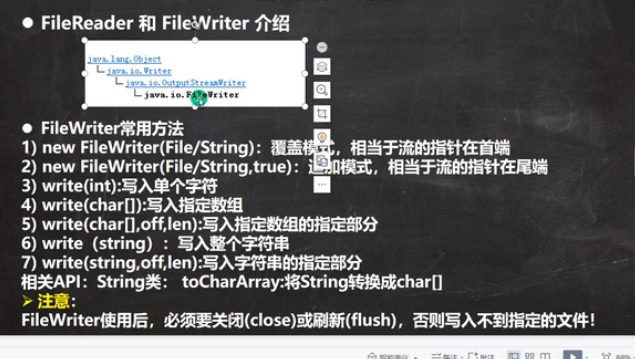 ● FileReader 和 FileWriter 介绍
java.lang.Object
java.io.Writer
java.io.OutputStreamWriter
java.io.FileWriter
● FileWriter常用方法
1) new FileWriter(File/String)：覆盖模式，相当于流的指针在首端
2) new FileWriter(File/String,true)：追加模式，相当于流的指针在尾端
3) write(int):写入单个字符
4) write(char[]):写入指定数组
5) write(char[],off,len):写入指定数组的指定部分
6) write（string）：写入整个字符串
7) write(string,off,len):写入字符串的指定部分
相关API：String类： toCharArray:将String转换成char[]
➢ 注意：
FileWriter使用后，必须要关闭(close)或刷新(flush)，否则写入不到指定的文件！
智能美化 备注 批注 88%